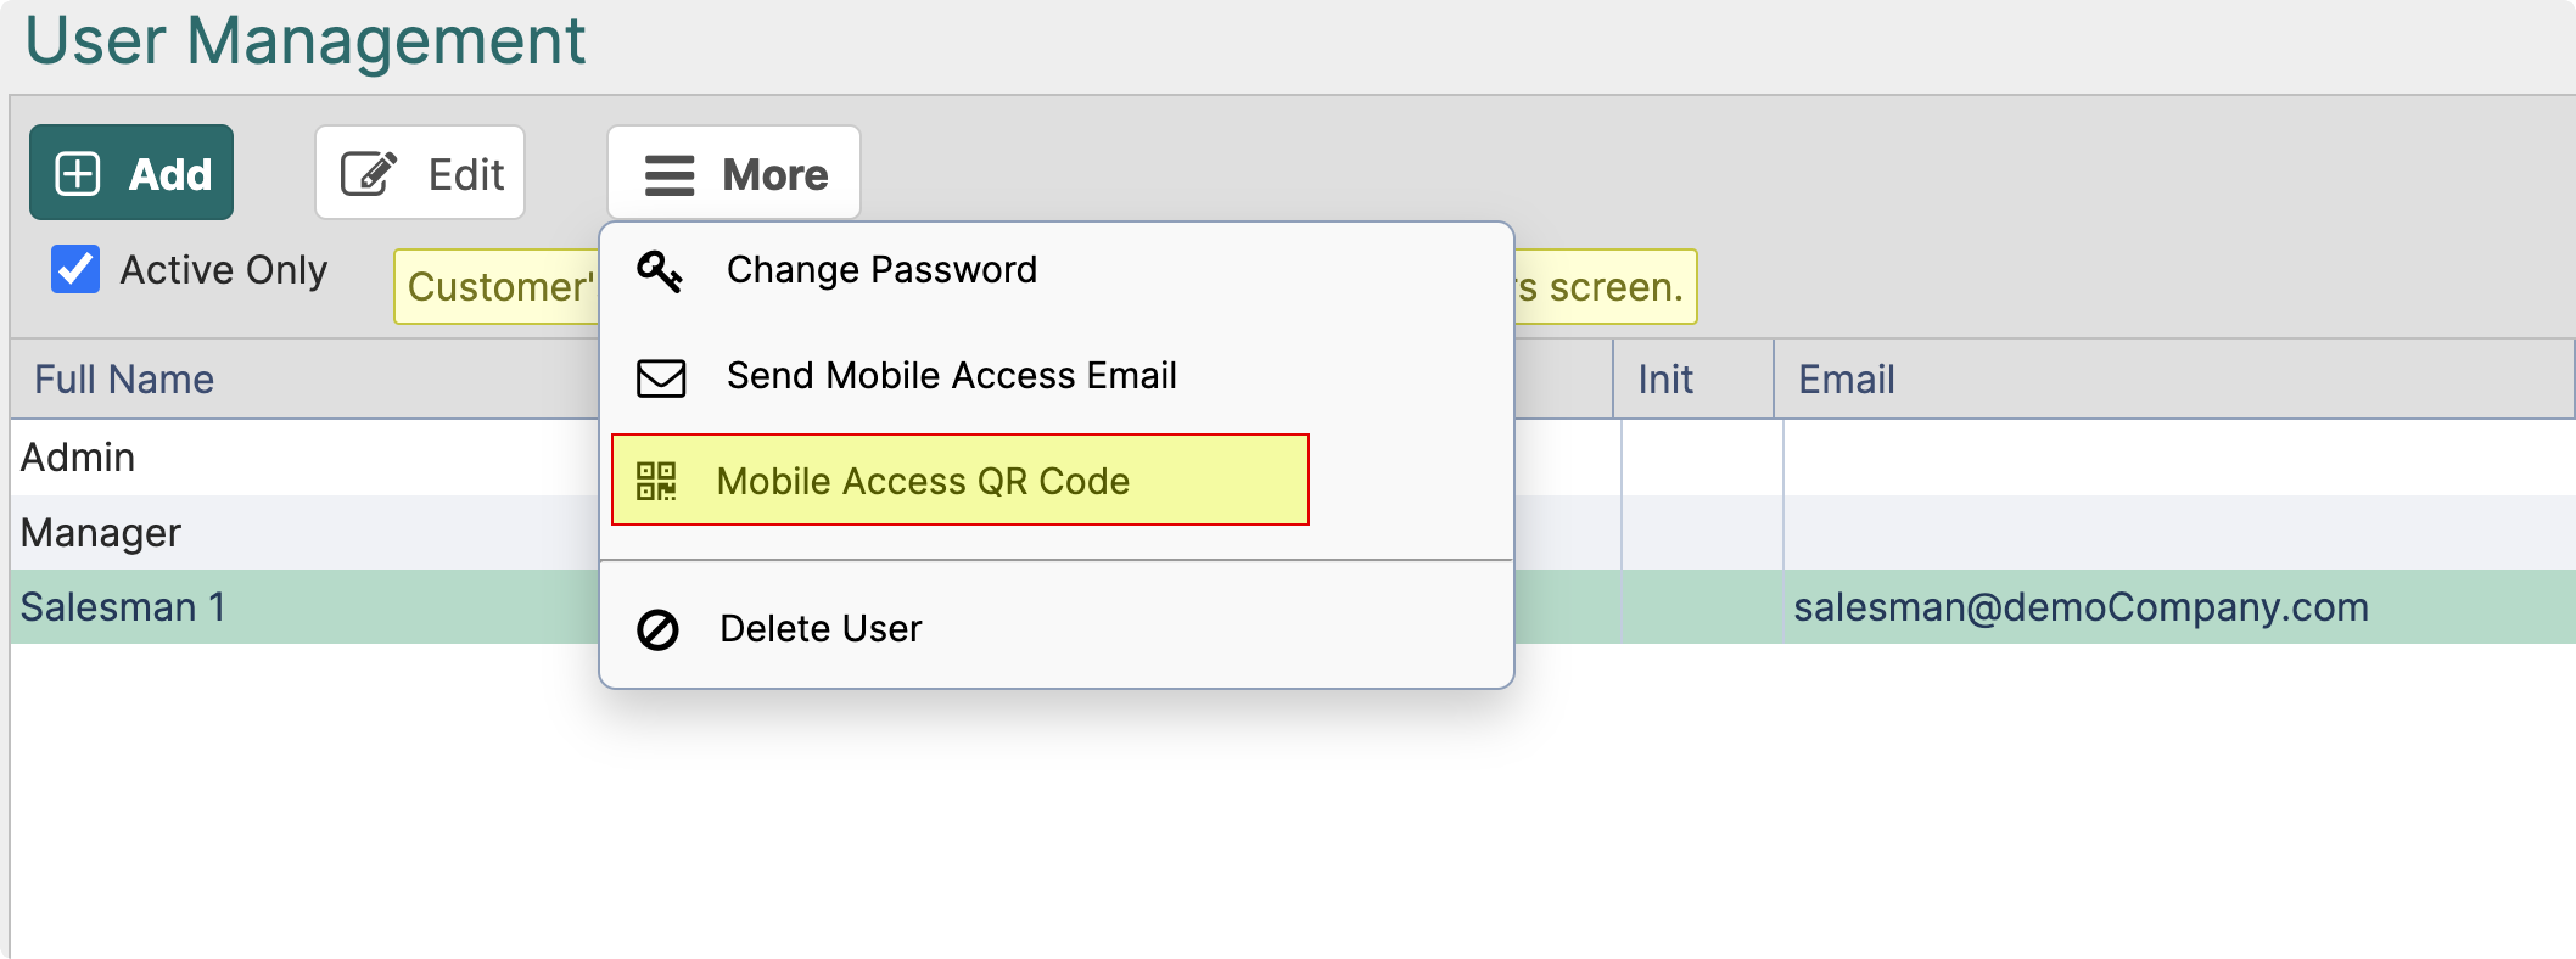 User Management
Add Edit More
Active Only Customer' s screen.
Change Password
Send Mobile Access Email
Full Name Init Email
Mobile Access QR Code
Admin
Manager
Salesman 1 salesman@demoCompany.com
Delete User